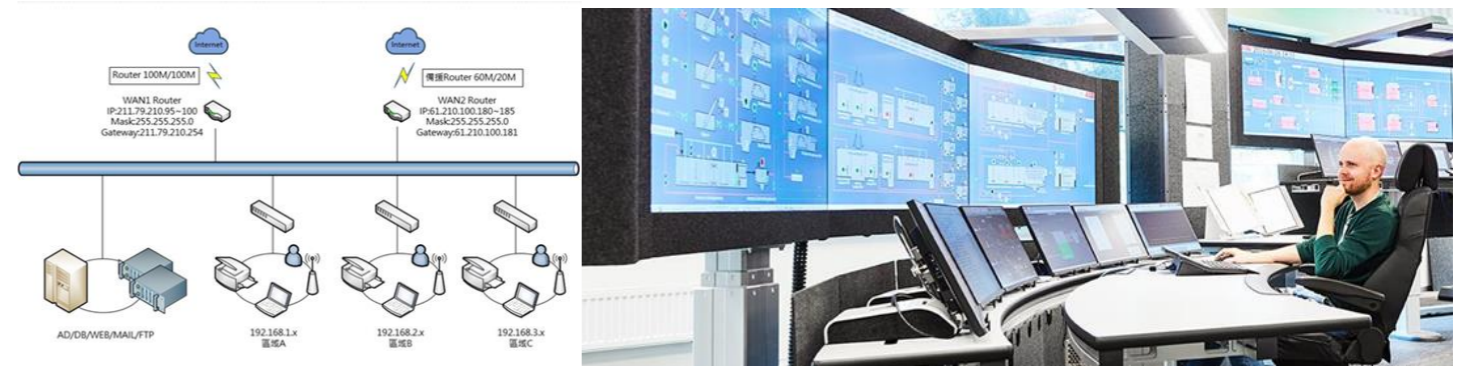 Internet
Internet
Router 100M/100M
備援Router 60M/20M
WAN1 Router
IP:211.79.210.95~100
Mask:255.255.255.0
Gateway:211.79.210.254
WAN2 Router
IP:61.210.100.180~185
Mask:255.255.255.0
Gateway:61.210.100.181
AD/DB/WEB/MAIL/FTP
192.168.1.x
區域A
192.168.2.x
區域B
192.168.3.x
區域C